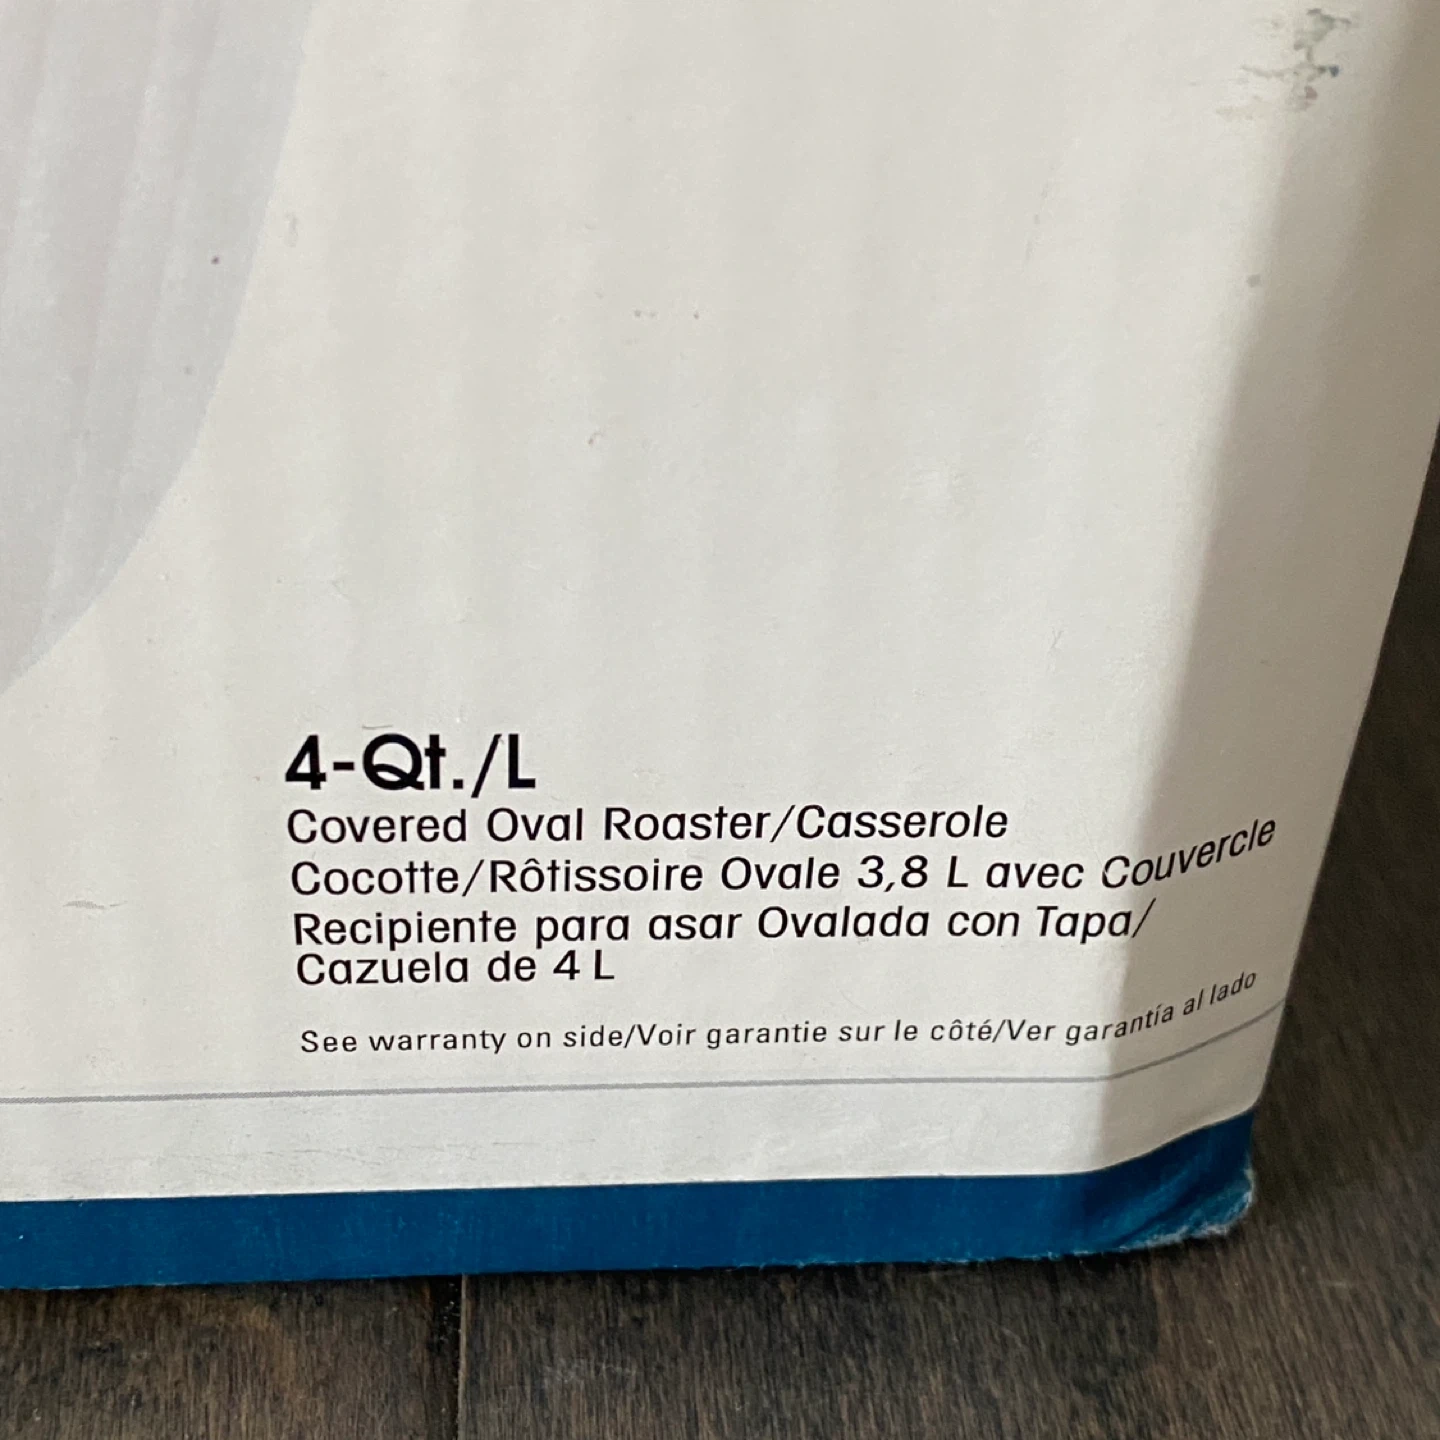 4-Qt./L
Covered Oval Roaster/Casserole
Cocotte/Rôtissoire Ovale 3,8 L avec Couvercle
Recipiente para asar Ovalada con Tapa/
Cazuela de 4 L
See warranty on side/Voir garantie sur le côté/Ver garantía al lado